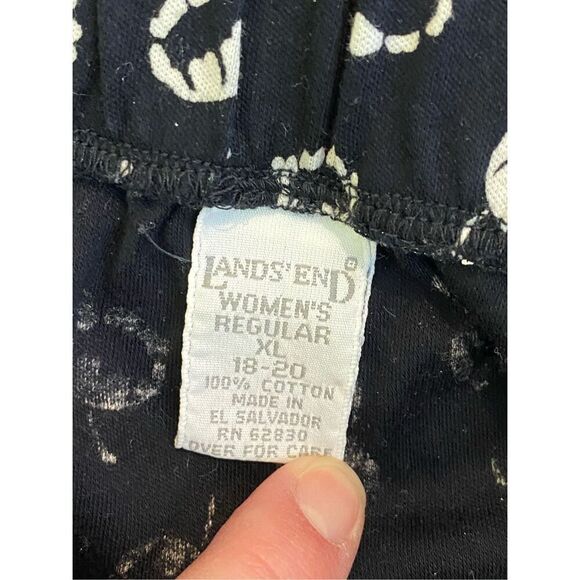 LANDS' END®
WOMEN'S
REGULAR
XL
18-20
100% COTTON
MADE IN
EL SALVADOR
RN 62830
OVER FOR CARE